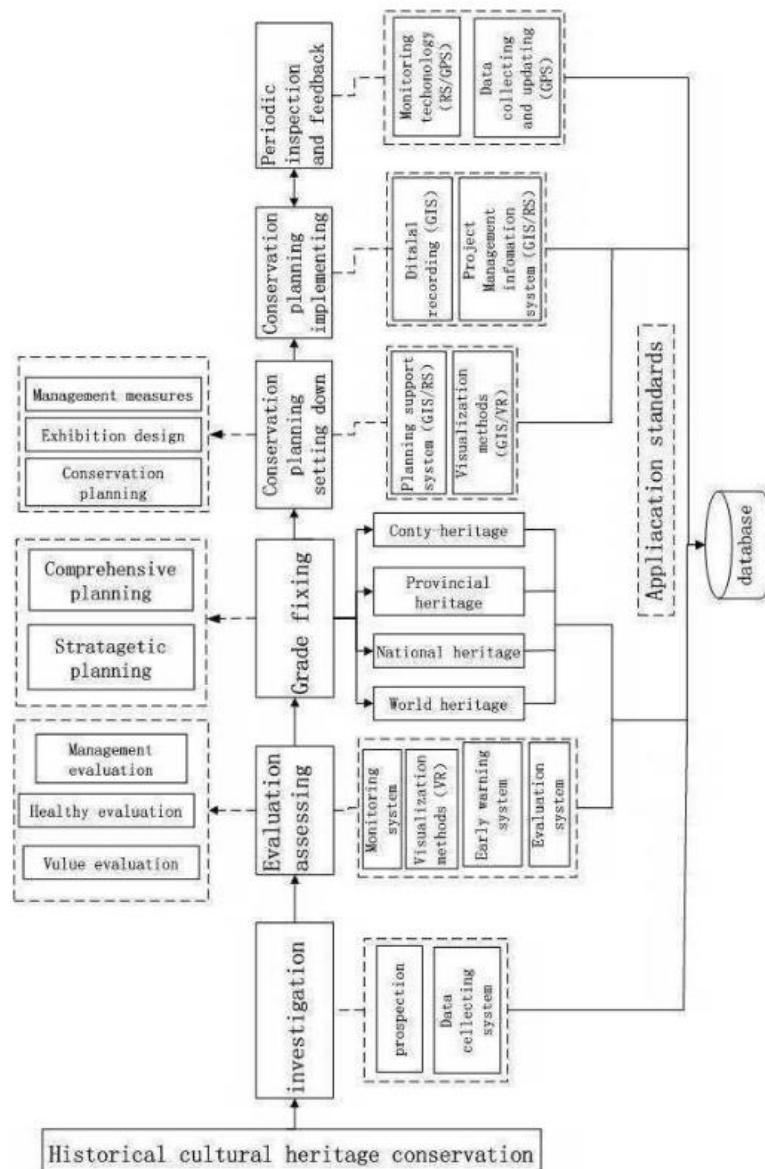 Historical cultural heritage conservation
investigation
Evaluation
assessing
Grade fixing
Conservation
planning
setting down
Conservation
planning
implementing
Periodic
inspection
and feedback
Management
evaluation
Healthy evaluation
Vulue evaluation
Comprehensive
planning
Stratagetic
planning
Management measures
Exhibition design
Conservation
planning
prospection
Data
cellecting
system
Monitoring
system
Visualization
methods (VR)
Early warning
system
Evaluation
system
Conty heritage
Provincial
heritage
National heritage
World heritage
Planning support
system (GIS/RS)
Visualization
methods
(GIS/VR)
Ditalal
recording (GIS)
Project
Management
infomation
system (GIS/RS)
Monitoring
techomology
(RS/GPS)
Data
collecting
and updating
(GPS)
Appliacation standards
database